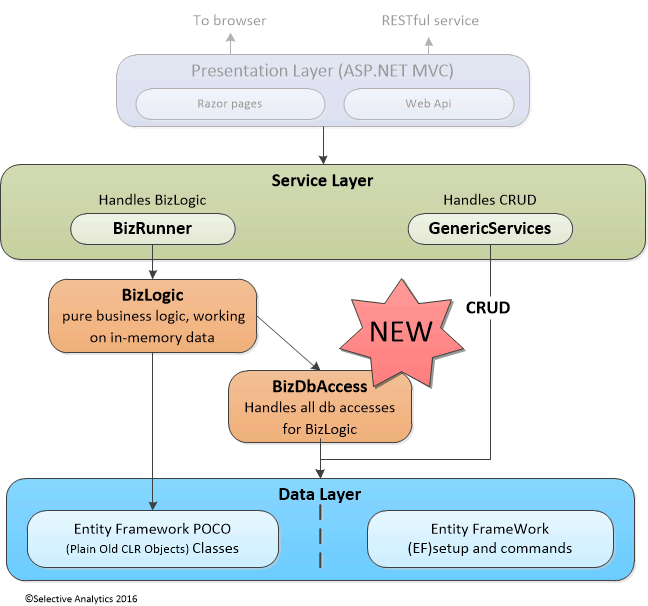 To browser
RESTful service
Presentation Layer (ASP.NET MVC)
Razor pages
Web Api
Service Layer
Handles BizLogic
Handles CRUD
BizRunner
GenericServices
BizLogic
pure business logic, working
on in-memory data
NEW
CRUD
BizDbAccess
Handles all db accesses
for BizLogic
Data Layer
Entity Framework POCO
(Plain Old CLR Objects) Classes
Entity FrameWork
(EF)setup and commands
©Selective Analytics 2016